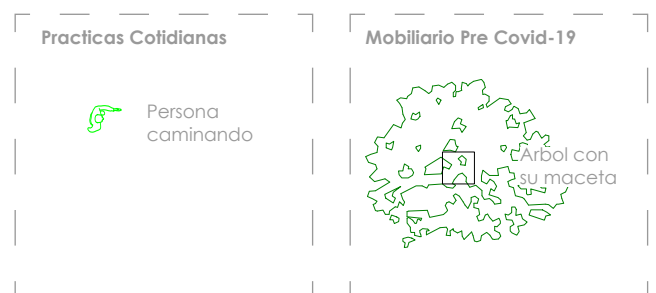 Practicas Cotidianas
Persona
caminando
Mobiliario Pre Covid-19
Arbol con
su maceta